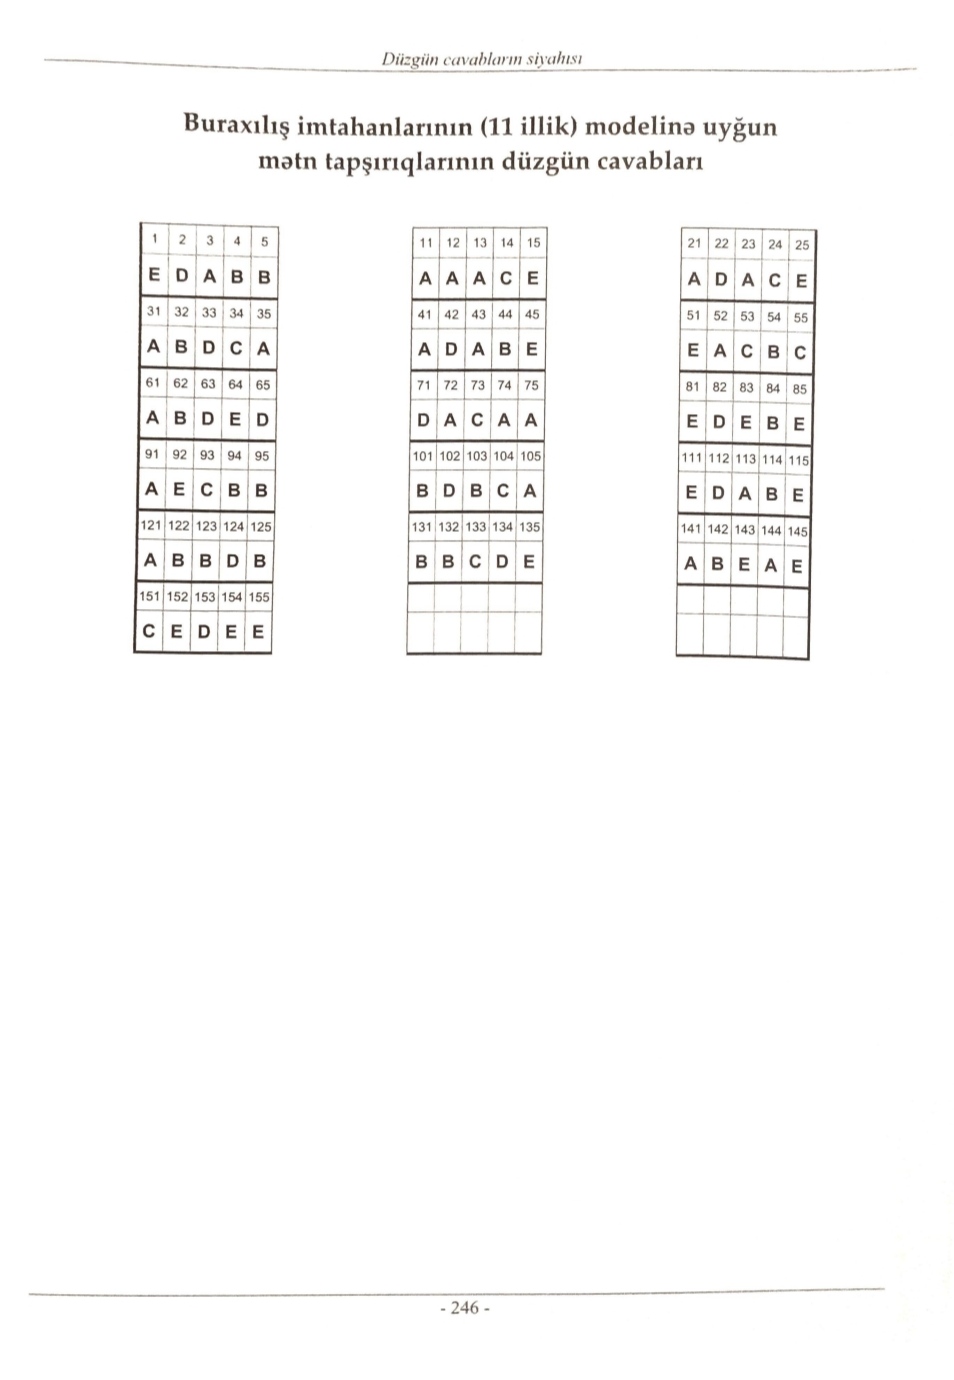 Düzgün cavabların siyahısı
Buraxılış imtahanlarının (11 illik) modelinə uyğun
mətn tapşırıqlarının düzgün cavabları
1 2 3 4 5
E D A B B
31 32 33 34 35
A B D C A
61 62 63 64 65
A B D E D
91 92 93 94 95
A E C B B
121 122 123 124 125
A B B D B
151 152 153 154 155
C E D E E
11 12 13 14 15
A A A C E
41 42 43 44 45
A D A B E
71 72 73 74 75
D A C A A
101 102 103 104 105
B D B C A
131 132 133 134 135
B B C D E
21 22 23 24 25
A D A C E
51 52 53 54 55
E A C B C
81 82 83 84 85
E D E B E
111 112 113 114 115
E D A B E
141 142 143 144 145
A B E A E
- 246 -